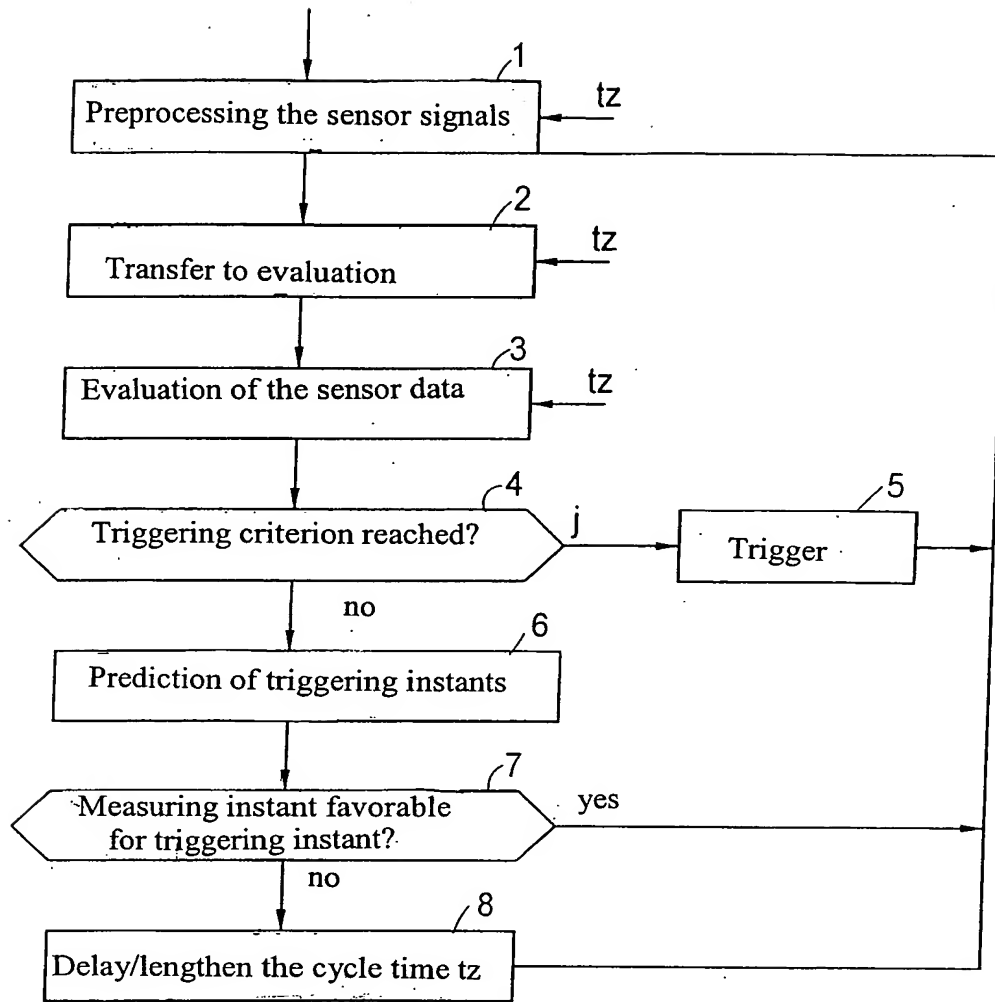 1
Preprocessing the sensor signals
tz
2
Transfer to evaluation
tz
3
Evaluation of the sensor data
tz
4
Triggering criterion reached?
j
5
Trigger
no
6
Prediction of triggering instants
7
Measuring instant favorable
for triggering instant?
yes
no
8
Delay/lengthen the cycle time tz